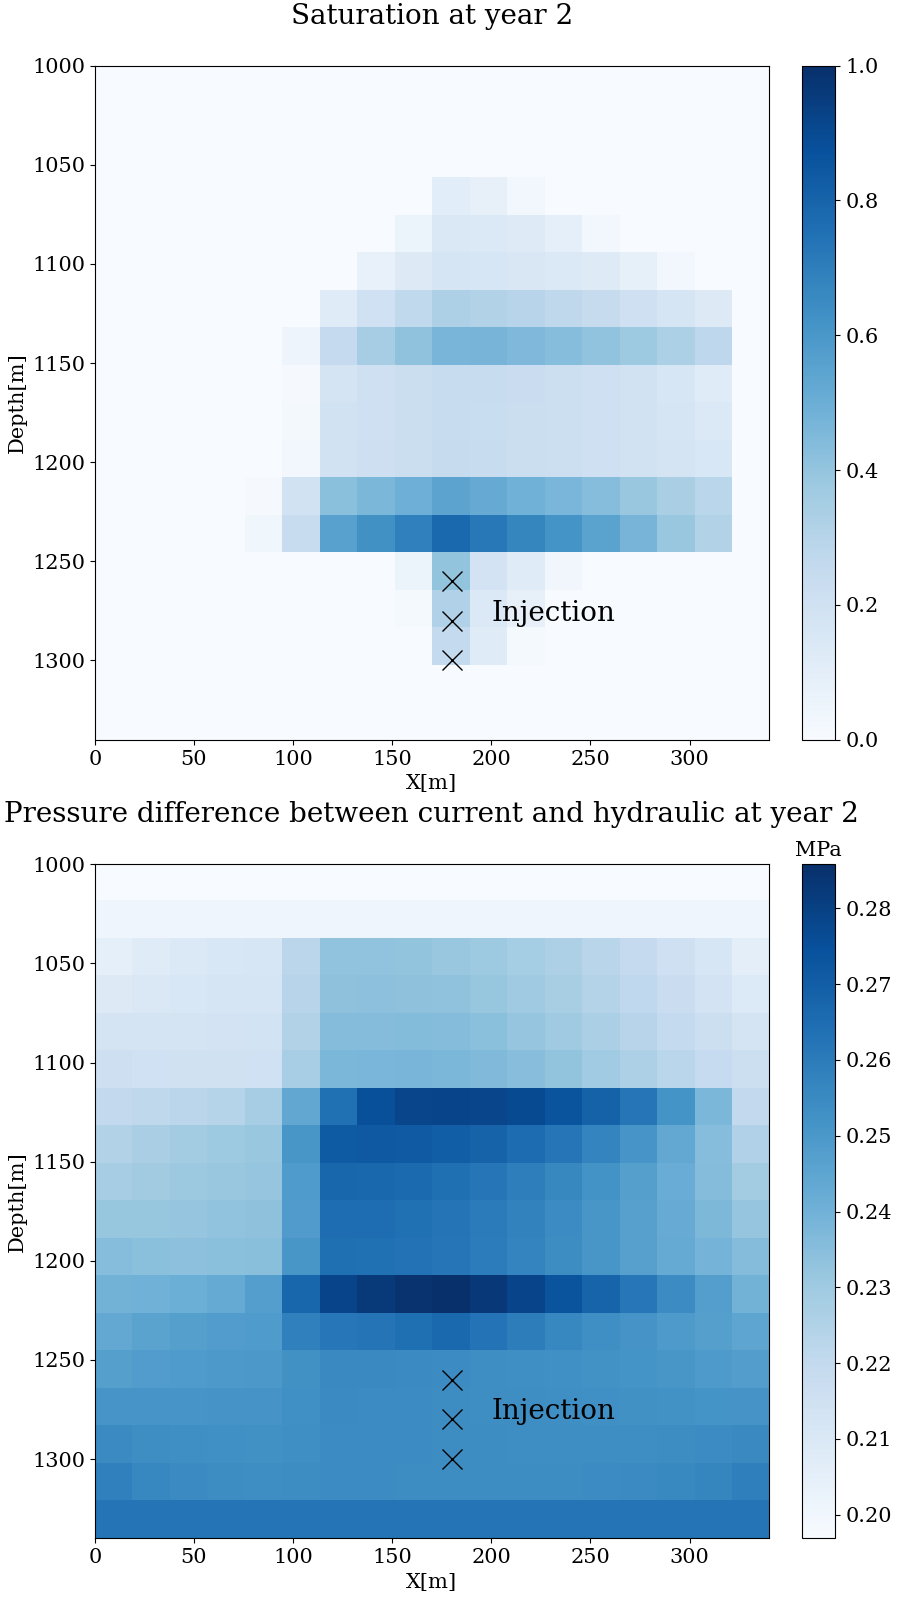 Saturation at year 2
1000
1050
1100
1150
1200
1250
1300
Depth[m]
Injection
0 50 100 150 200 250 300
X[m]
1.0
0.8
0.6
0.4
0.2
0.0
Pressure difference between current and hydraulic at year 2
MPa
1000
1050
1100
1150
1200
1250
1300
Depth[m]
Injection
0 50 100 150 200 250 300
X[m]
0.28
0.27
0.26
0.25
0.24
0.23
0.22
0.21
0.20